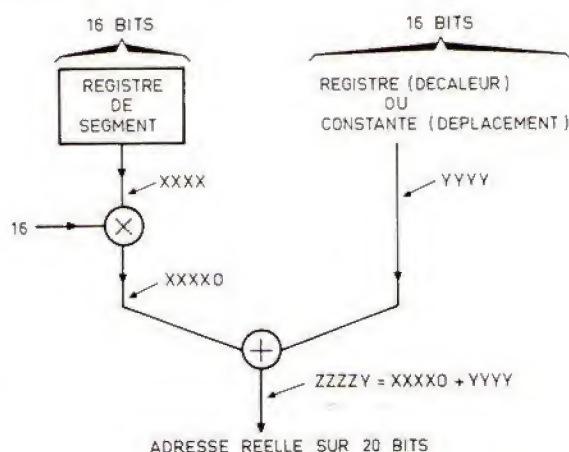 16 BITS
16 BITS
REGISTRE
DE
SEGMENT
REGISTRE (DECALEUR)
OU
CONSTANTE (DEPLACEMENT)
XXXX
YYYY
16
XXXX0
ZZZZY = XXXX0 + YYYY
ADRESSE REELLE SUR 20 BITS